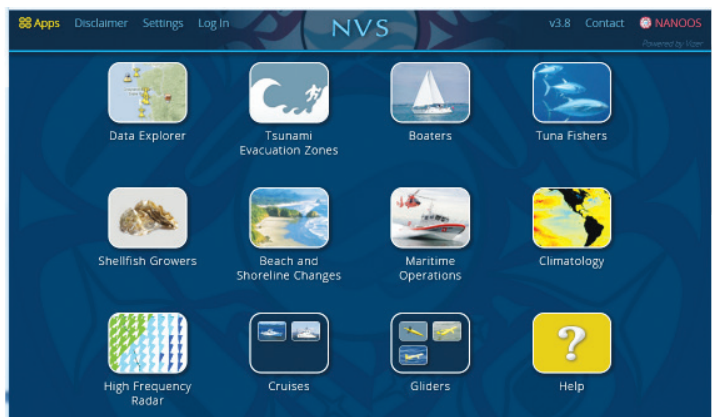 Apps Disclaimer Settings Log In NVS v3.8 Contact NANOOS
Powered by Vizer
Data Explorer
Tsunami
Evacuation Zones
Boaters
Tuna Fishers
Shellfish Growers
Beach and
Shoreline Changes
Maritime
Operations
Climatology
High Frequency
Radar
Cruises
Gliders
?
Help